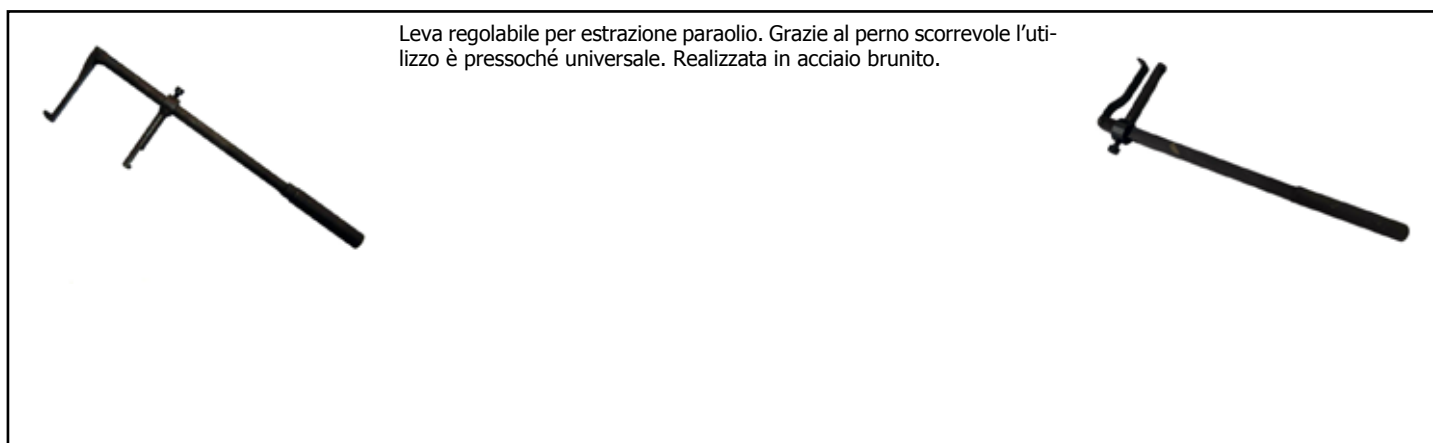 Leva regolabile per estrazione paraolio. Grazie al perno scorrevole l’uti-
lizzo è pressoché universale. Realizzata in acciaio brunito.